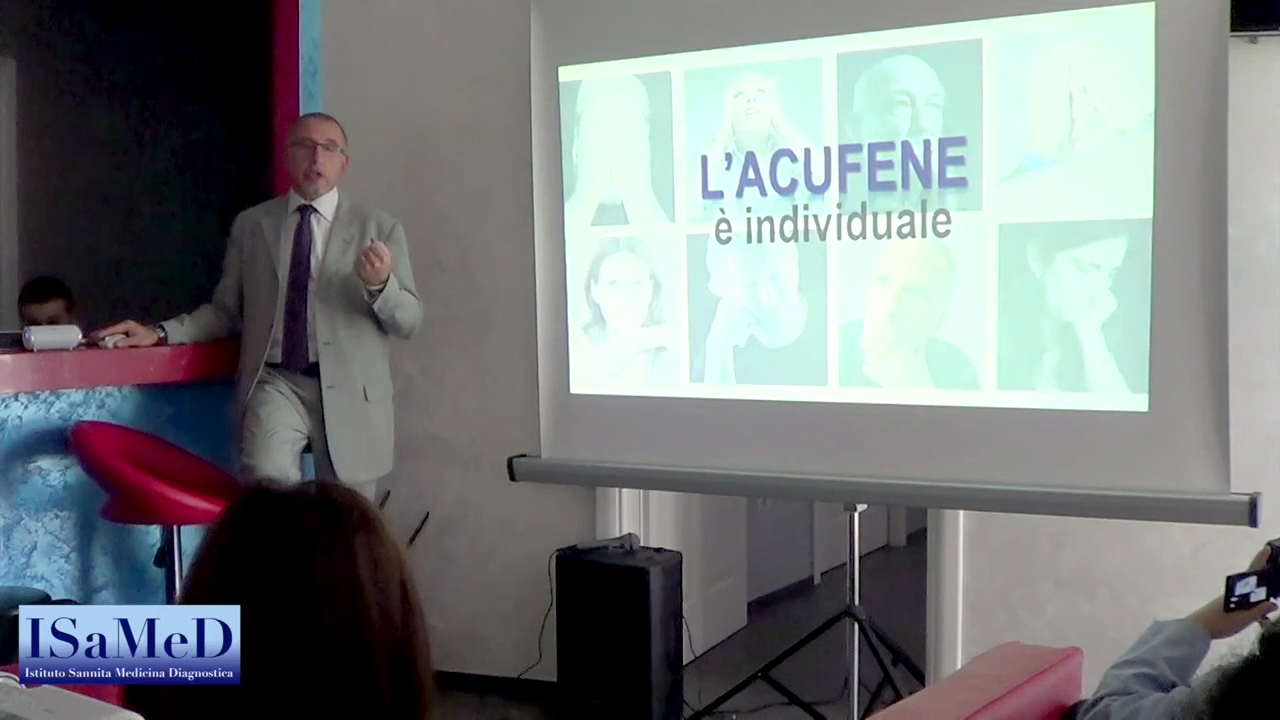 L'ACUFENE
è individuale
ISaMeD
Istituto Sannita Medicina Diagnostica